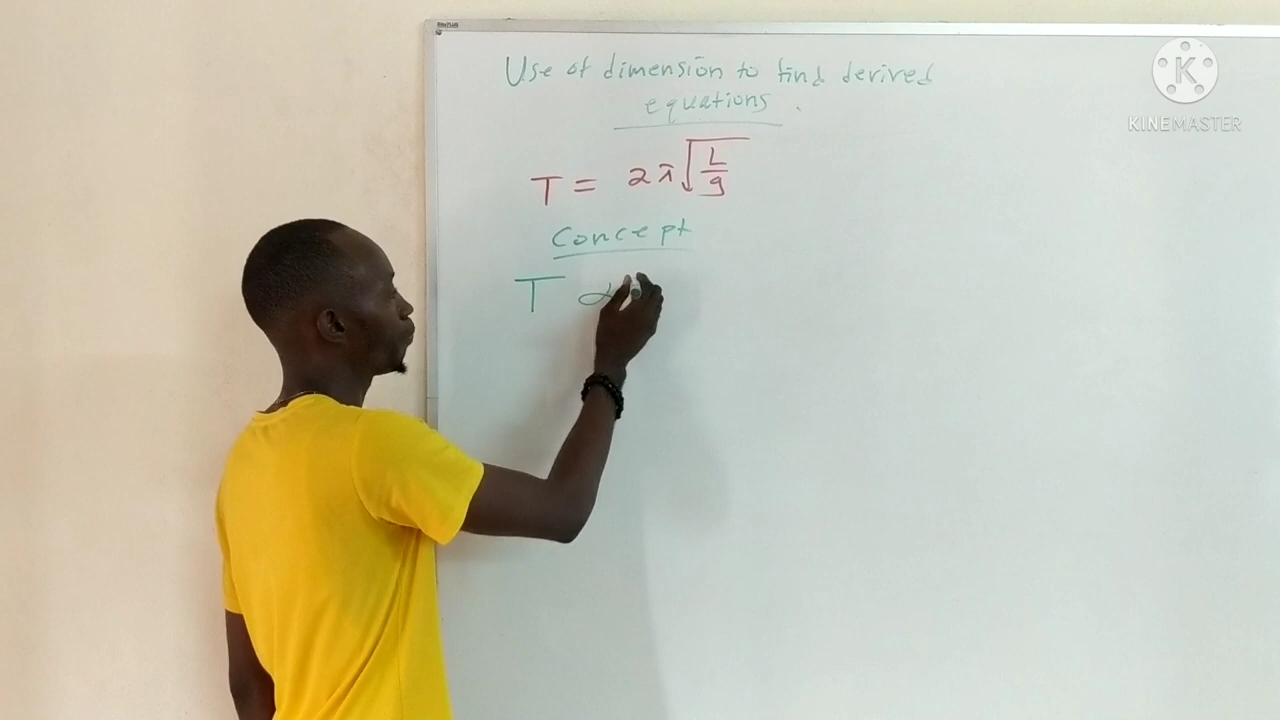 Use of dimension to find derived
equations.
T = 2π√(L/g)
Concept
T α
KINEMASTER